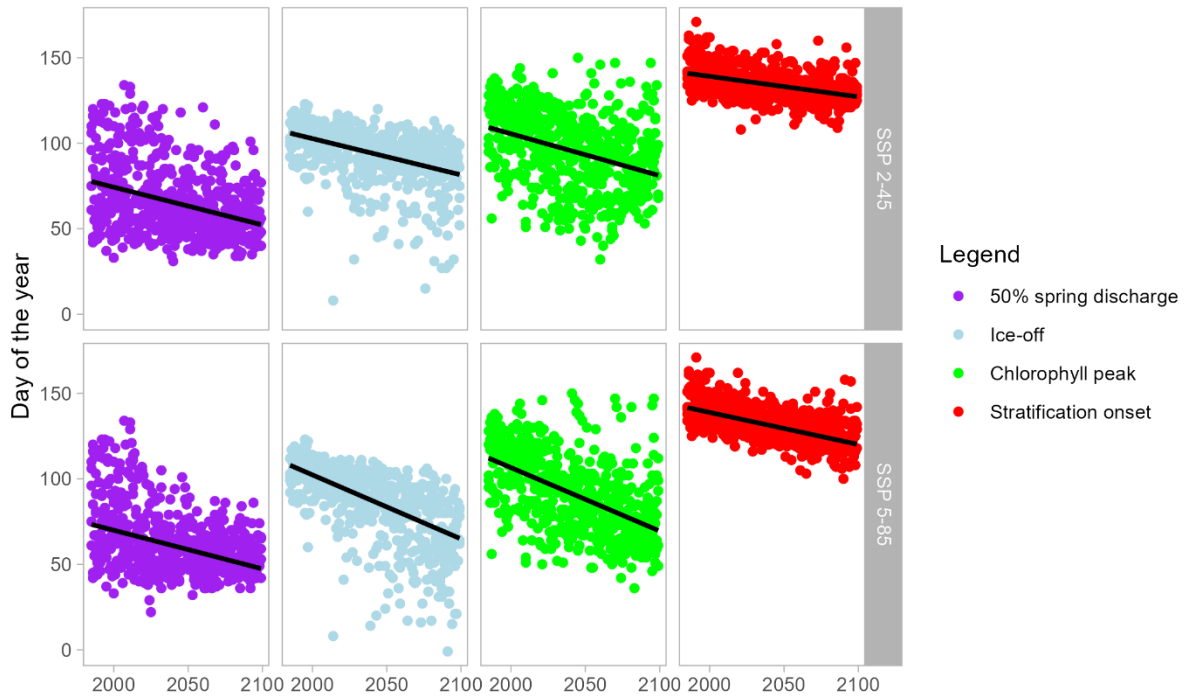 Day of the year
150
100
50
0
SSP 2-45
150
100
50
0
SSP 5-85
2000 2050 2100 2000 2050 2100 2000 2050 2100 2000 2050 2100
Legend
50% spring discharge
Ice-off
Chlorophyll peak
Stratification onset